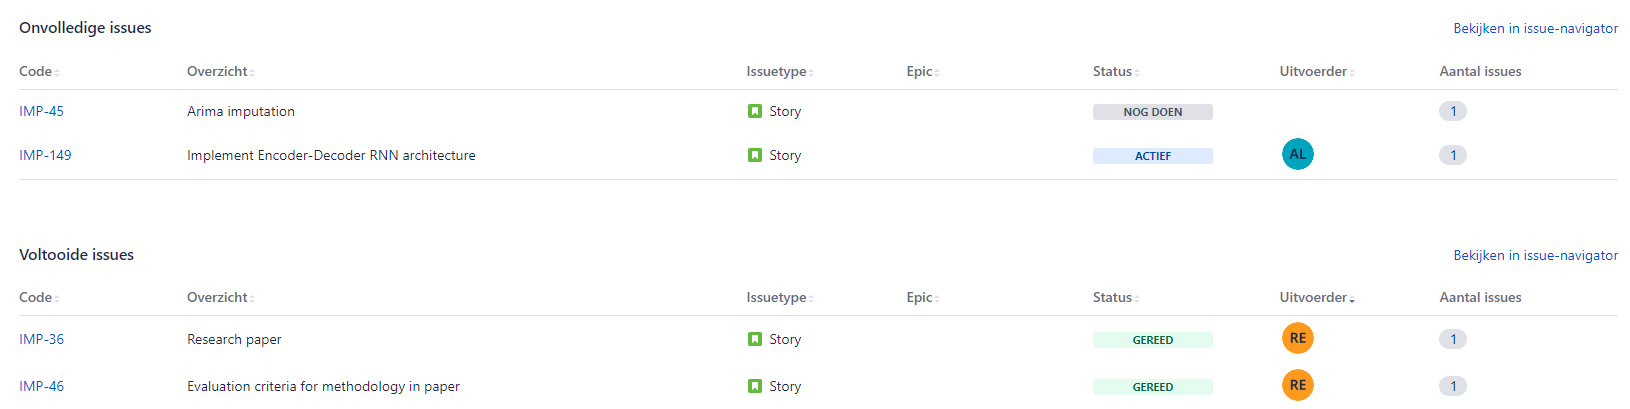 Onvolledige issues Bekijken in issue-navigator
Code Overzicht Issuetype Epic Status Uitvoerder Aantal issues
IMP-45 Arima imputation Story NOG DOEN 1
IMP-149 Implement Encoder-Decoder RNN architecture Story ACTIEF AL 1
Voltooide issues Bekijken in issue-navigator
Code Overzicht Issuetype Epic Status Uitvoerder Aantal issues
IMP-36 Research paper Story GEREED RE 1
IMP-46 Evaluation criteria for methodology in paper Story GEREED RE 1